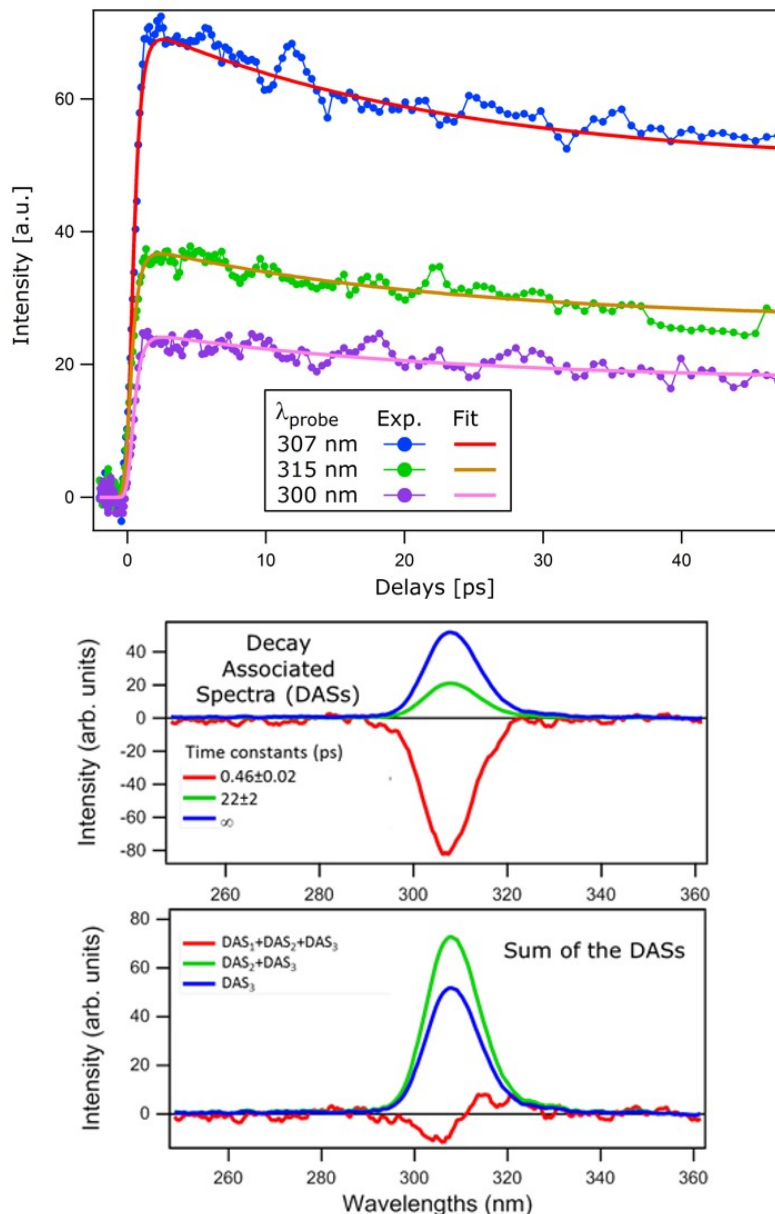 60
40
20
0
Intensity [a.u.]
λprobe Exp. Fit
307 nm
315 nm
300 nm
0 10 20 30 40
Delays [ps]
Decay
Associated
Spectra (DASs)
40
20
0
-20
-40
-60
-80
Intensity (arb. units)
Time constants (ps)
0.46±0.02
22±2
∞
260 280 300 320 340 360
80
60
40
20
0
Intensity (arb. units)
DAS₁+DAS₂+DAS₃
DAS₂+DAS₃
DAS₃
Sum of the DASs
260 280 300 320 340 360
Wavelengths (nm)